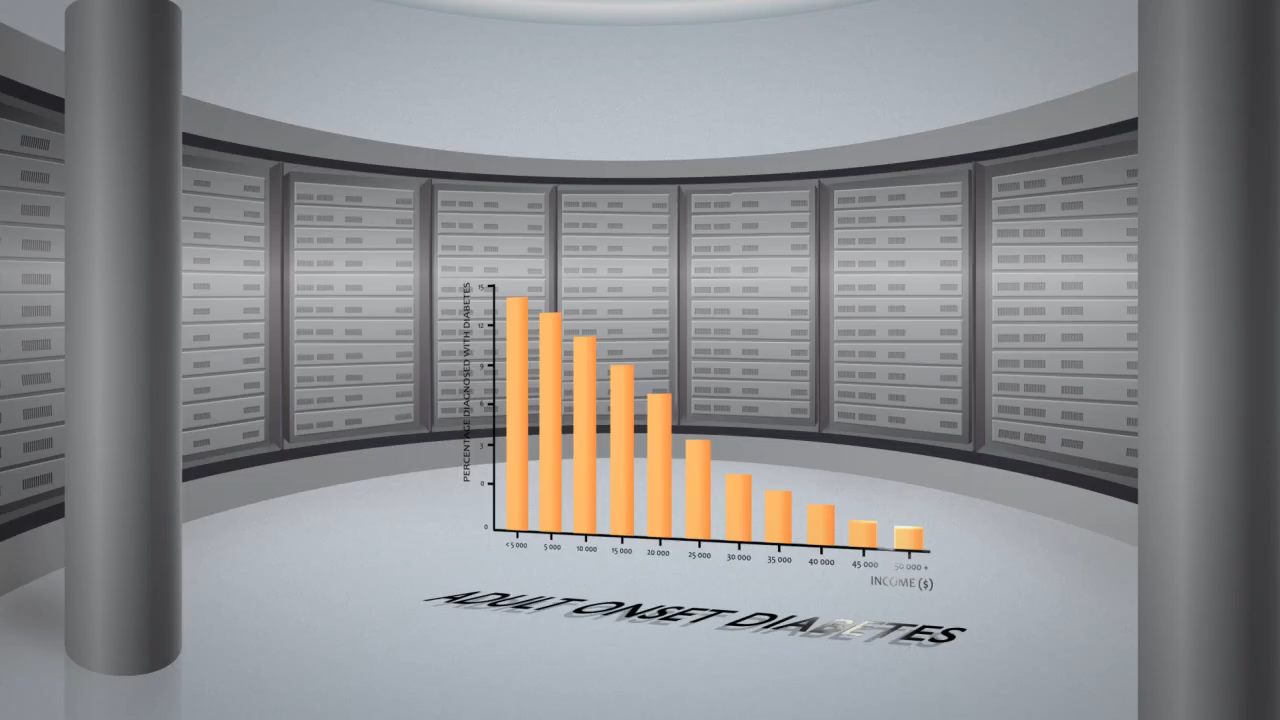 PERCENTAGE DIAGNOSED WITH DIABETES
15
12
9
6
3
0
0
< 5 000 5 000 10 000 15 000 20 000 25 000 30 000 35 000 40 000 45 000 50 000 +
INCOME ($)
ADULT ONSET DIABETES